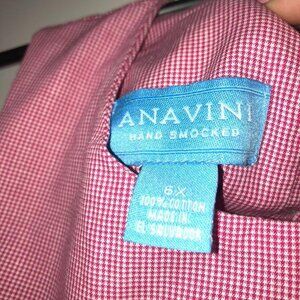 ANAVINI
HAND SMOCKED
6X
100% COTTON
MADE IN
EL SALVADOR